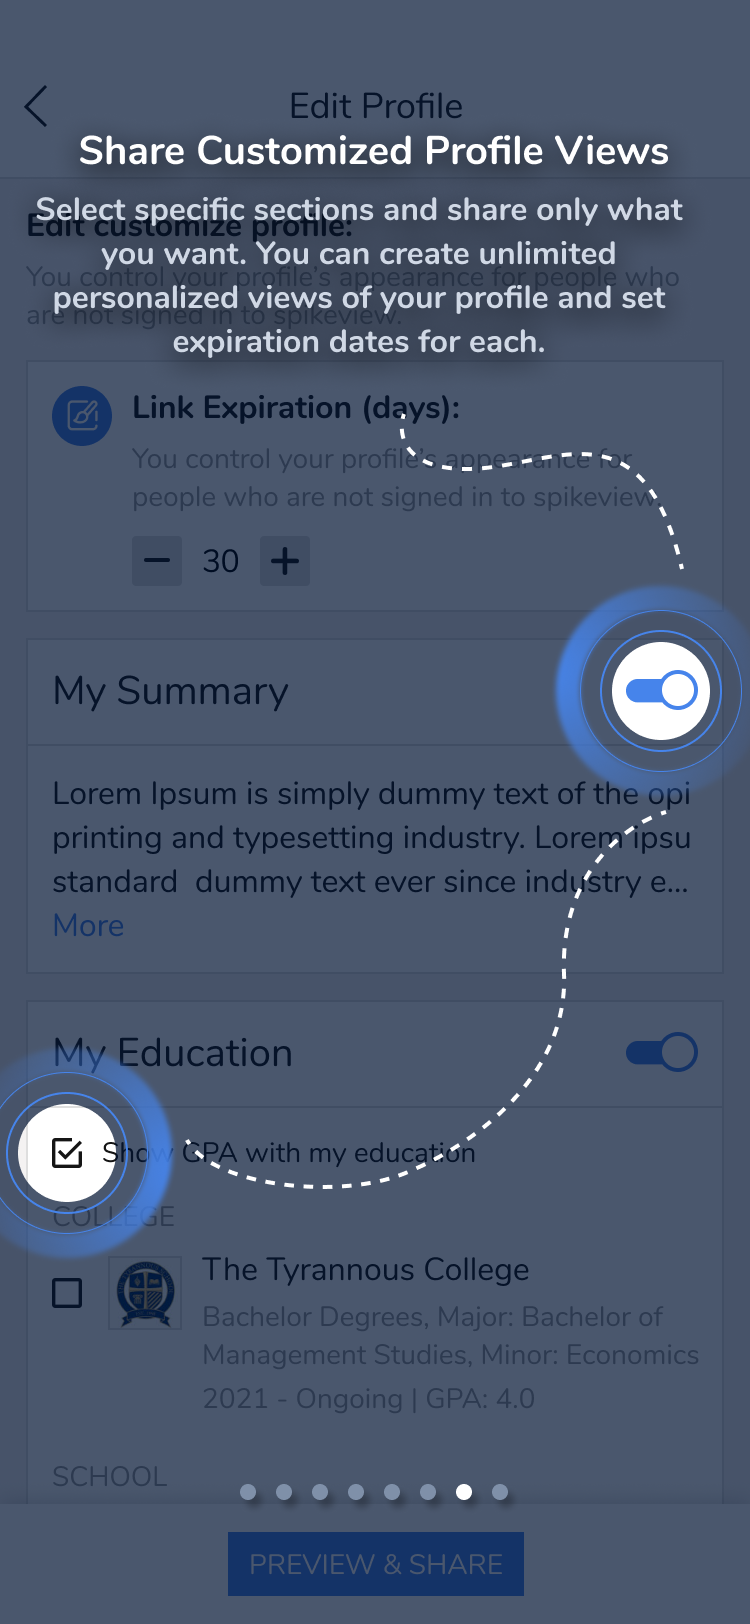 Edit Profile
Share Customized Profile Views
Select specific sections and share only what
you want. You can create unlimited
personalized views of your profile and set
expiration dates for each.
Edit customize profile:
You control your profile's appearance for people who
are not signed in to spikeview.
Link Expiration (days):
You control your profile's appearance for
people who are not signed in to spikeview.
30
My Summary
Lorem Ipsum is simply dummy text of the opi
printing and typesetting industry. Lorem ipsu
standard dummy text ever since industry e...
More
My Education
Show GPA with my education
COLLEGE
The Tyrannous College
Bachelor Degrees, Major: Bachelor of
Management Studies, Minor: Economics
2021 - Ongoing | GPA: 4.0
SCHOOL
PREVIEW & SHARE